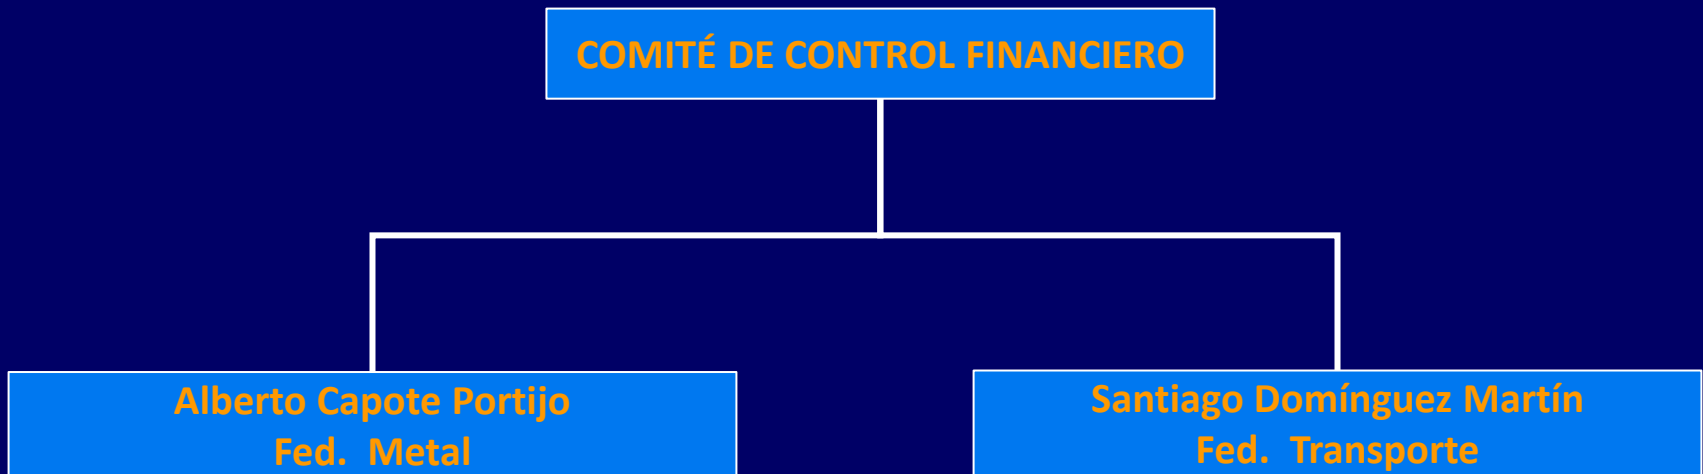 COMITÉ DE CONTROL FINANCIERO
Alberto Capote Portijo
Fed. Metal
Santiago Domínguez Martín
Fed. Transporte